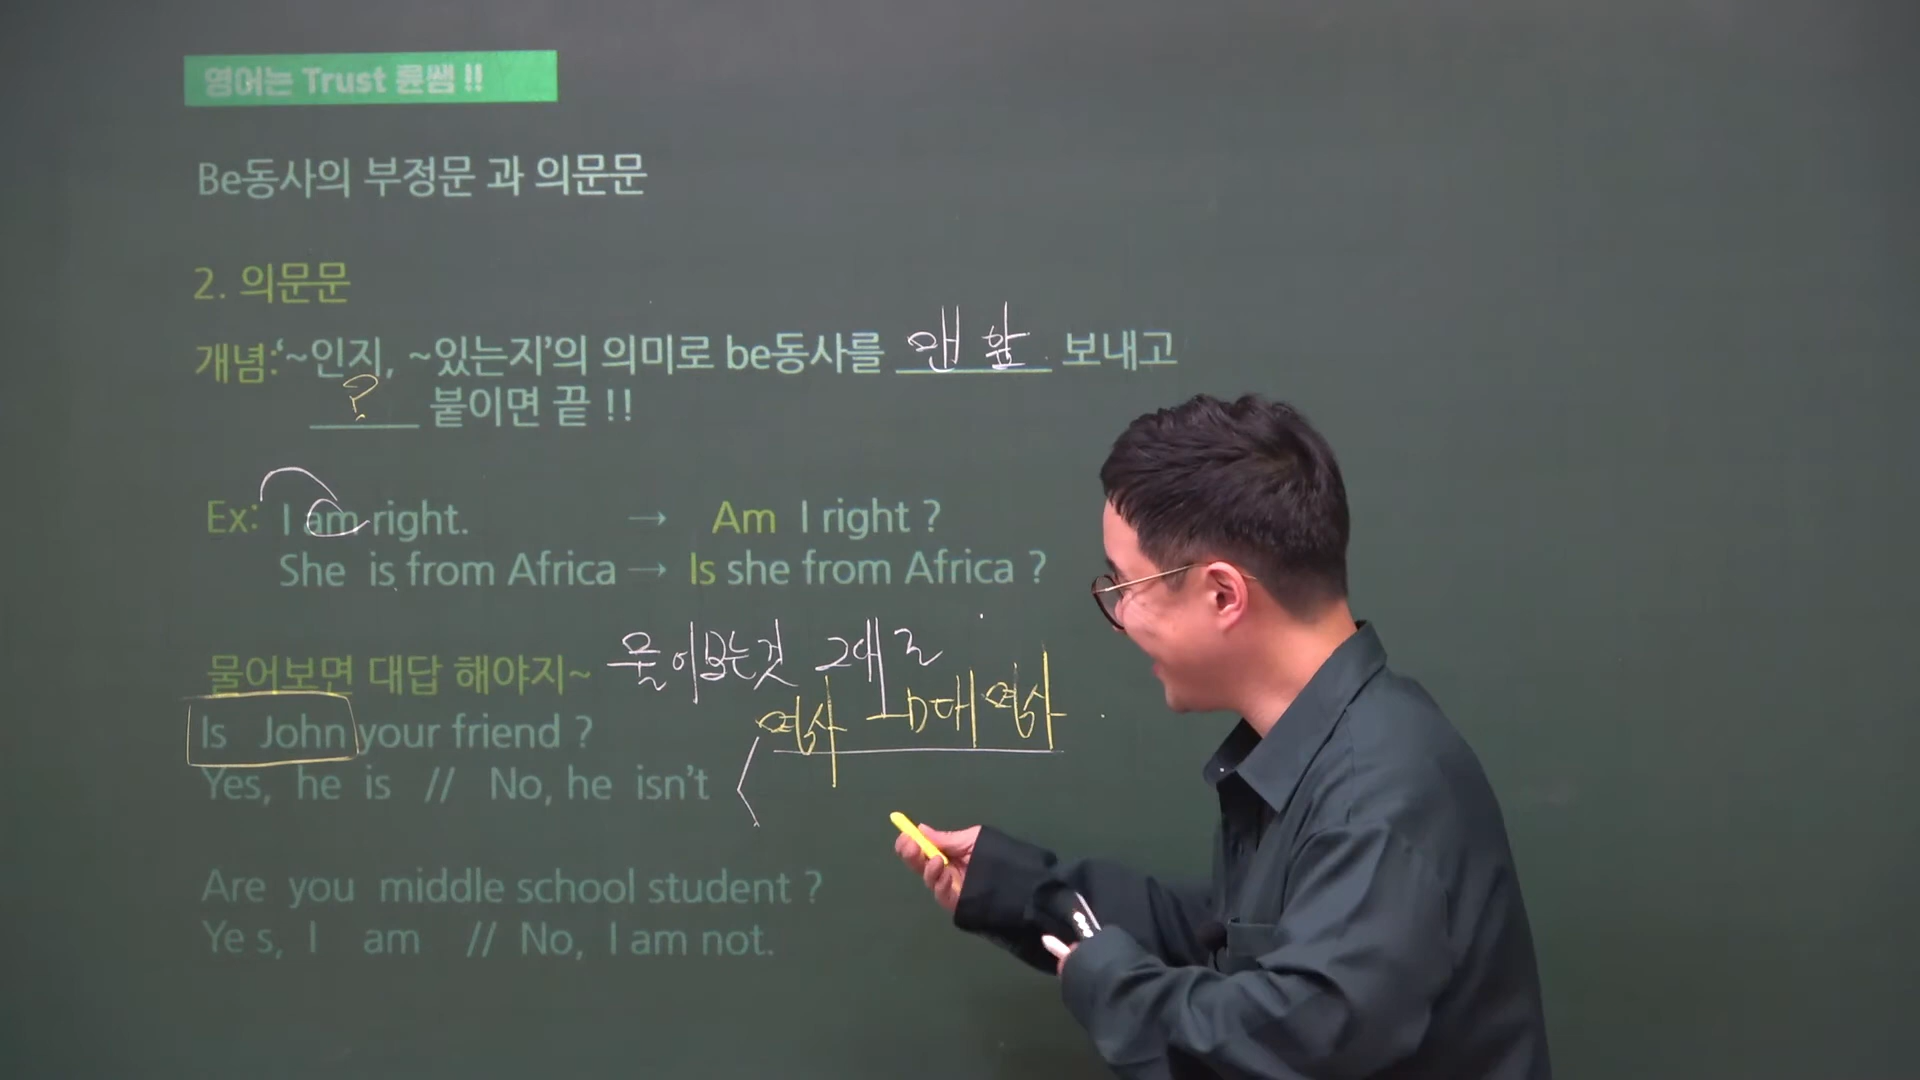 영어는 Trust 륜쌤 !!
Be동사의 부정문 과 의문문
2. 의문문
개념:‘~인지, ~있는지’의 의미로 be동사를 맨 앞 보내고
? 붙이면 끝 !!
Ex: I am right. → Am I right ?
She is from Africa → Is she from Africa ?
물어보면 대답 해야지~ 물어보는것 그대로
명사 → 대명사
Is John your friend ?
Yes, he is // No, he isn’t
Are you middle school student ?
Ye s, I am // No, I am not.